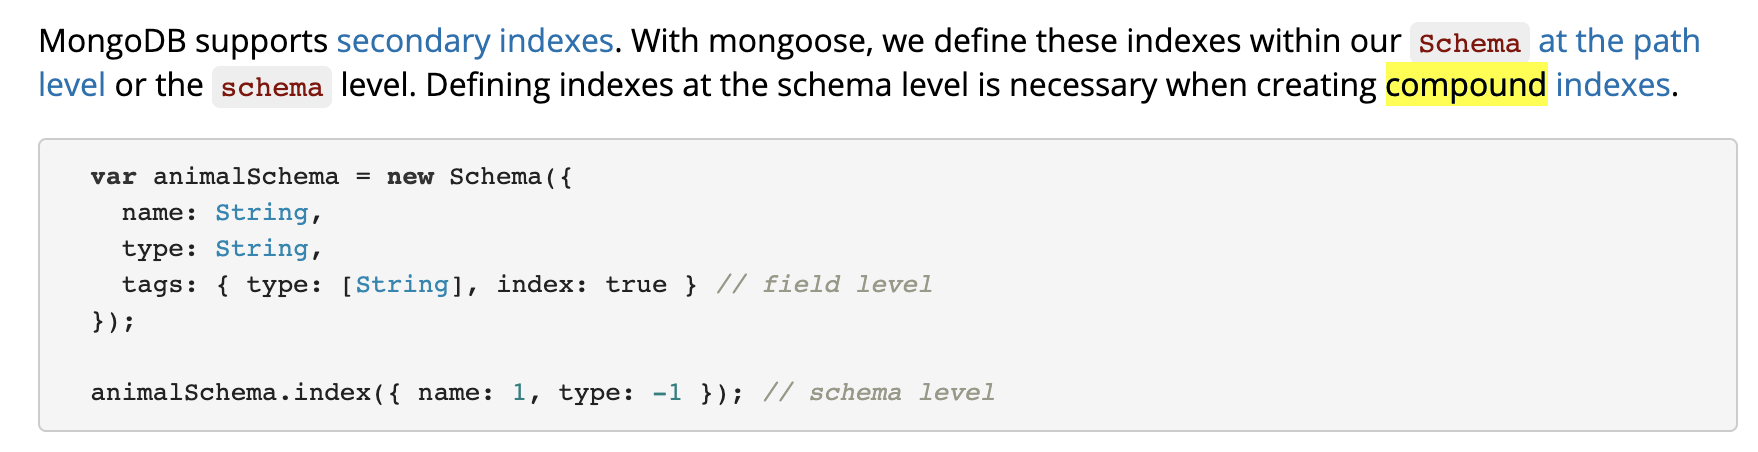 MongoDB supports secondary indexes. With mongoose, we define these indexes within our Schema at the path
level or the schema level. Defining indexes at the schema level is necessary when creating compound indexes.
var animalSchema = new Schema({
  name: String,
  type: String,
  tags: { type: [String], index: true } // field level
});
animalSchema.index({ name: 1, type: -1 }); // schema level